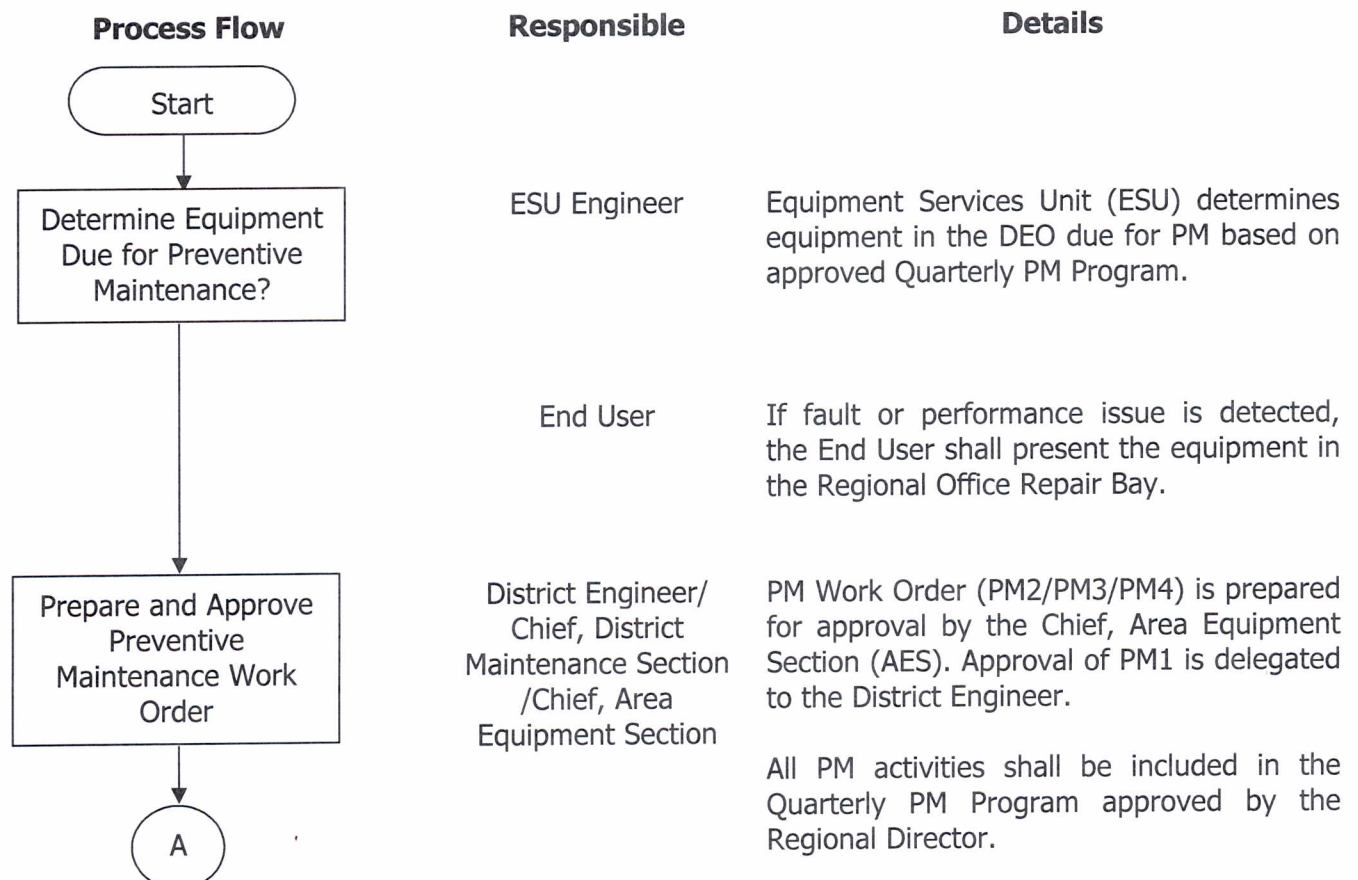 Process Flow
Responsible
Details
Start
Determine Equipment
Due for Preventive
Maintenance?
ESU Engineer
Equipment Services Unit (ESU) determines
equipment in the DEO due for PM based on
approved Quarterly PM Program.
End User
If fault or performance issue is detected,
the End User shall present the equipment in
the Regional Office Repair Bay.
Prepare and Approve
Preventive
Maintenance Work
Order
District Engineer/
Chief, District
Maintenance Section
/Chief, Area
Equipment Section
PM Work Order (PM2/PM3/PM4) is prepared
for approval by the Chief, Area Equipment
Section (AES). Approval of PM1 is delegated
to the District Engineer.
All PM activities shall be included in the
Quarterly PM Program approved by the
Regional Director.
A